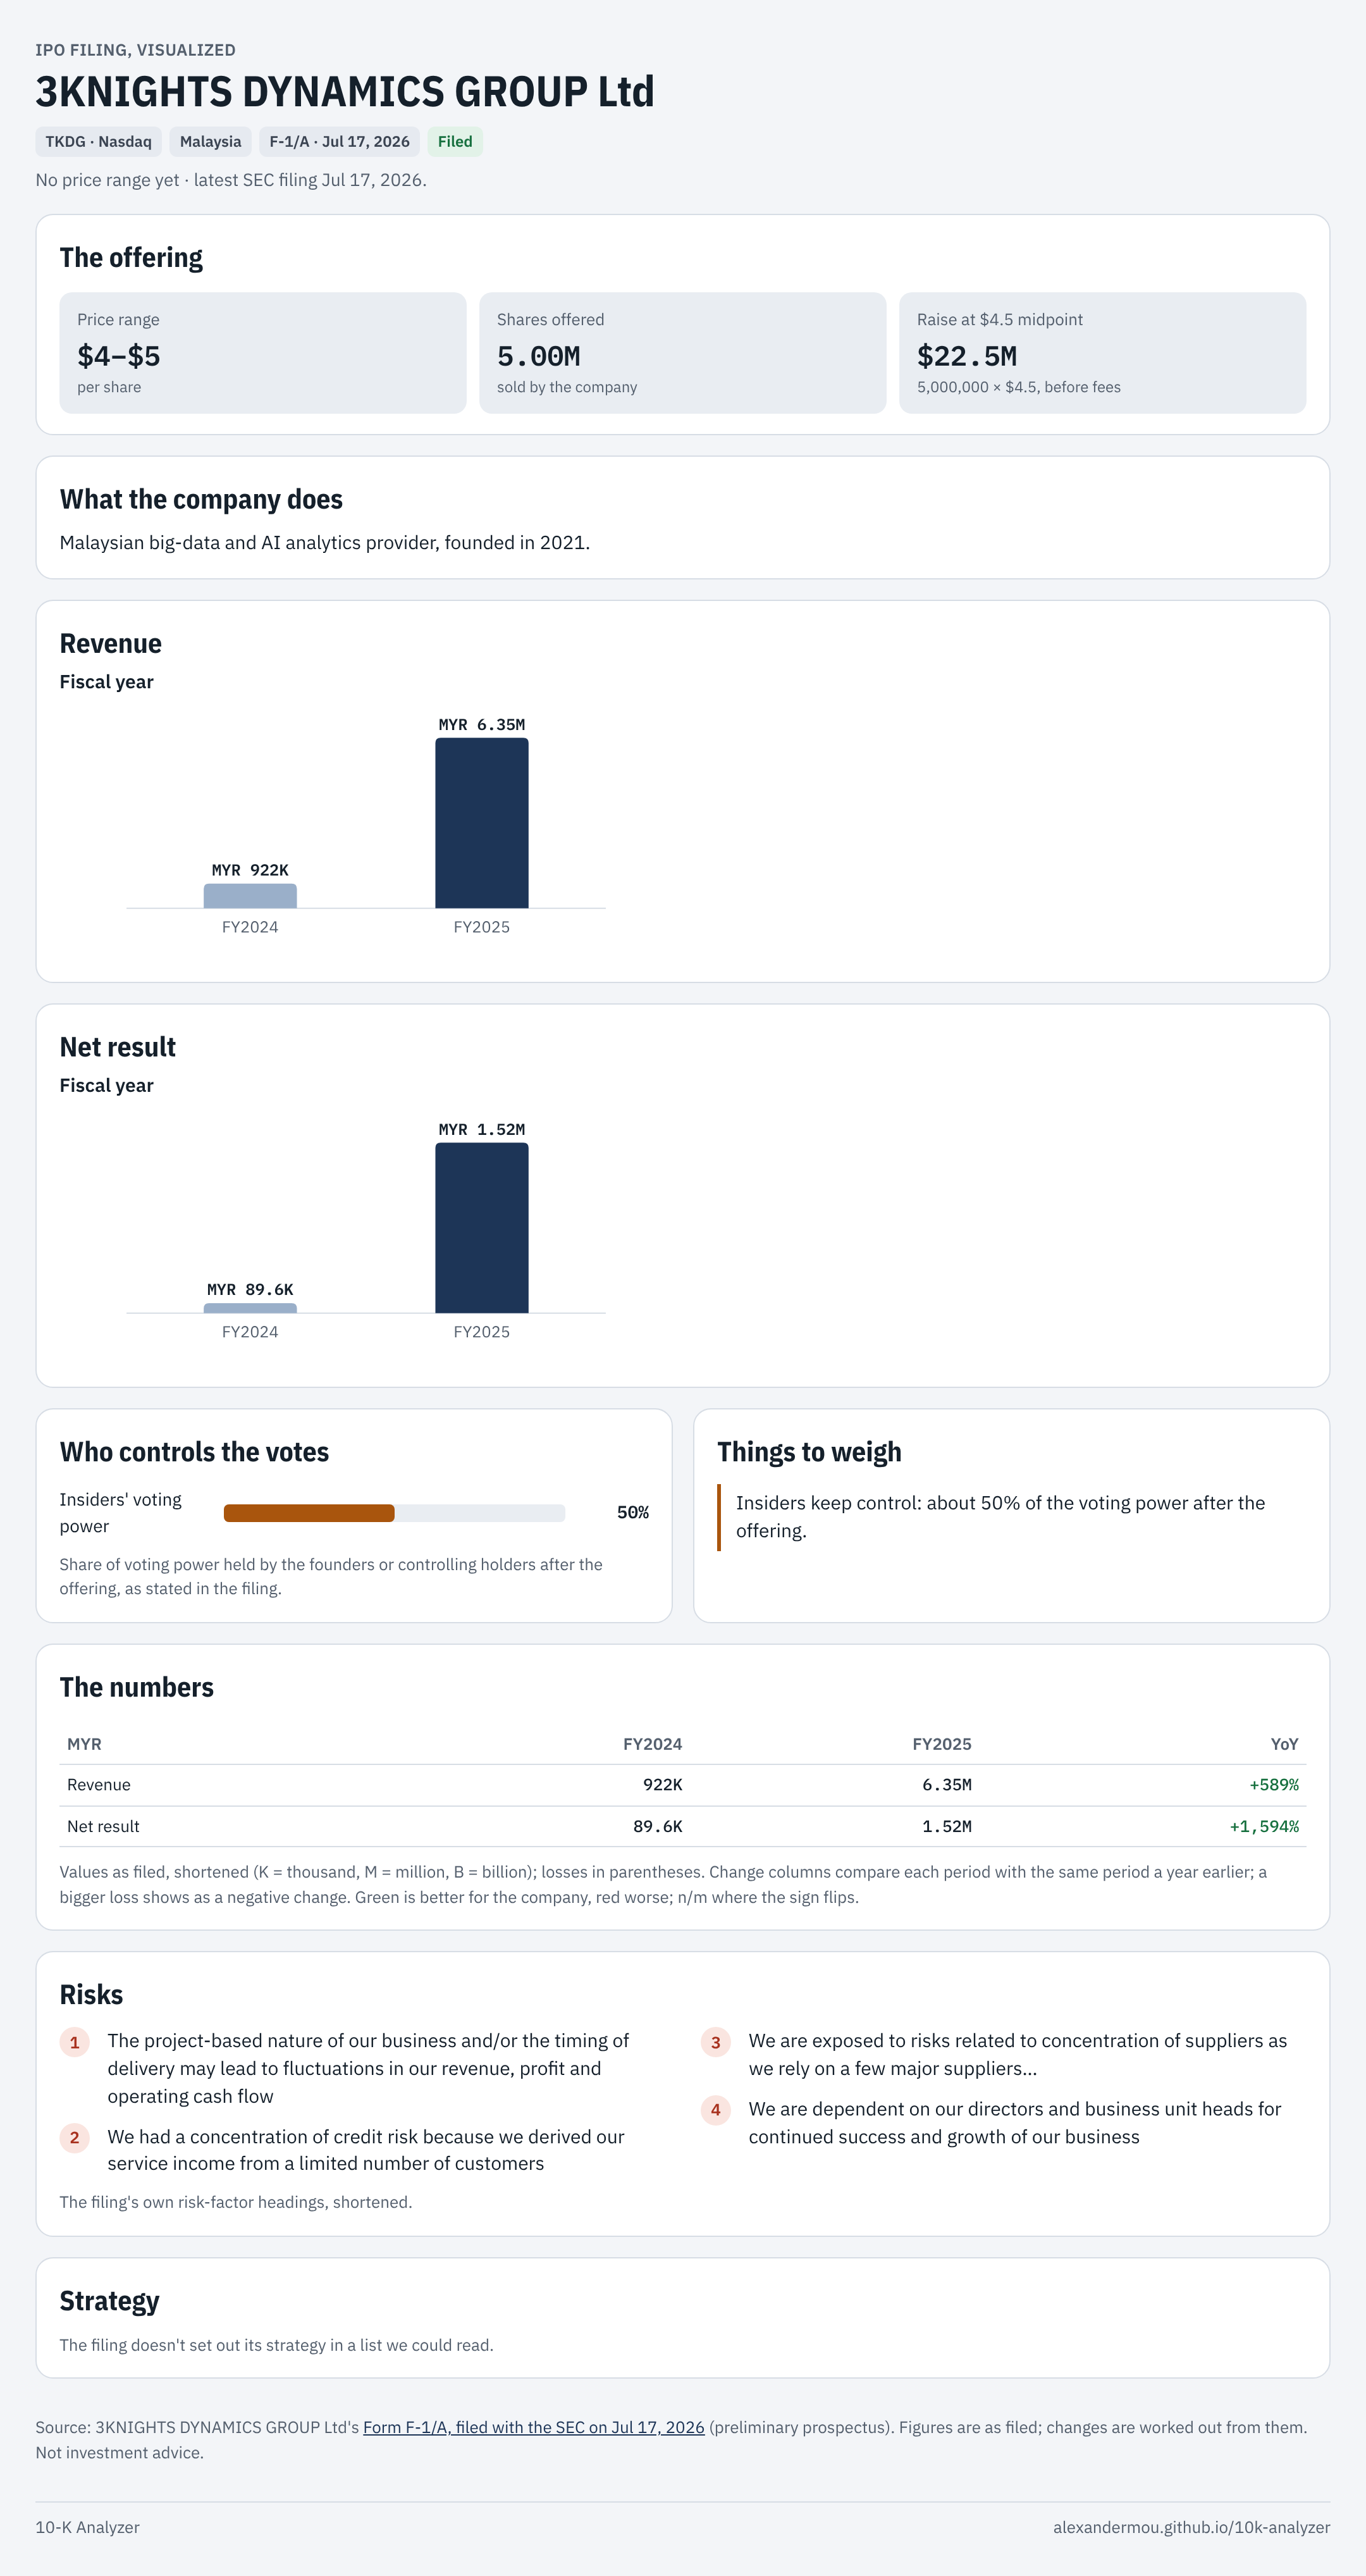 IPO FILING, VISUALIZED
3KNIGHTS DYNAMICS GROUP Ltd
TKDG · Nasdaq
Malaysia
F-1/A · Jul 17, 2026
Filed
No price range yet · latest SEC filing Jul 17, 2026.
The offering
Price range
$4–$5
per share
Shares offered
5.00M
sold by the company
Raise at $4.5 midpoint
$22.5M
5,000,000 × $4.5, before fees
What the company does
Malaysian big-data and AI analytics provider, founded in 2021.
Revenue
Fiscal year
MYR 922K
MYR 6.35M
FY2024
FY2025
Net result
Fiscal year
MYR 89.6K
MYR 1.52M
FY2024
FY2025
Who controls the votes
Insiders' voting
power
50%
Share of voting power held by the founders or controlling holders after the
offering, as stated in the filing.
Things to weigh
Insiders keep control: about 50% of the voting power after the
offering.
The numbers
MYR FY2024 FY2025 YoY
Revenue 922K 6.35M +589%
Net result 89.6K 1.52M +1,594%
Values as filed, shortened (K = thousand, M = million, B = billion); losses in parentheses. Change columns compare each period with the same period a year earlier; a
bigger loss shows as a negative change. Green is better for the company, red worse; n/m where the sign flips.
Risks
1 The project-based nature of our business and/or the timing of
delivery may lead to fluctuations in our revenue, profit and
operating cash flow
2 We had a concentration of credit risk because we derived our
service income from a limited number of customers
3 We are exposed to risks related to concentration of suppliers as
we rely on a few major suppliers…
4 We are dependent on our directors and business unit heads for
continued success and growth of our business
The filing's own risk-factor headings, shortened.
Strategy
The filing doesn't set out its strategy in a list we could read.
Source: 3KNIGHTS DYNAMICS GROUP Ltd's Form F-1/A, filed with the SEC on Jul 17, 2026 (preliminary prospectus). Figures are as filed; changes are worked out from them.
Not investment advice.
10-K Analyzer
alexandermou.github.io/10k-analyzer